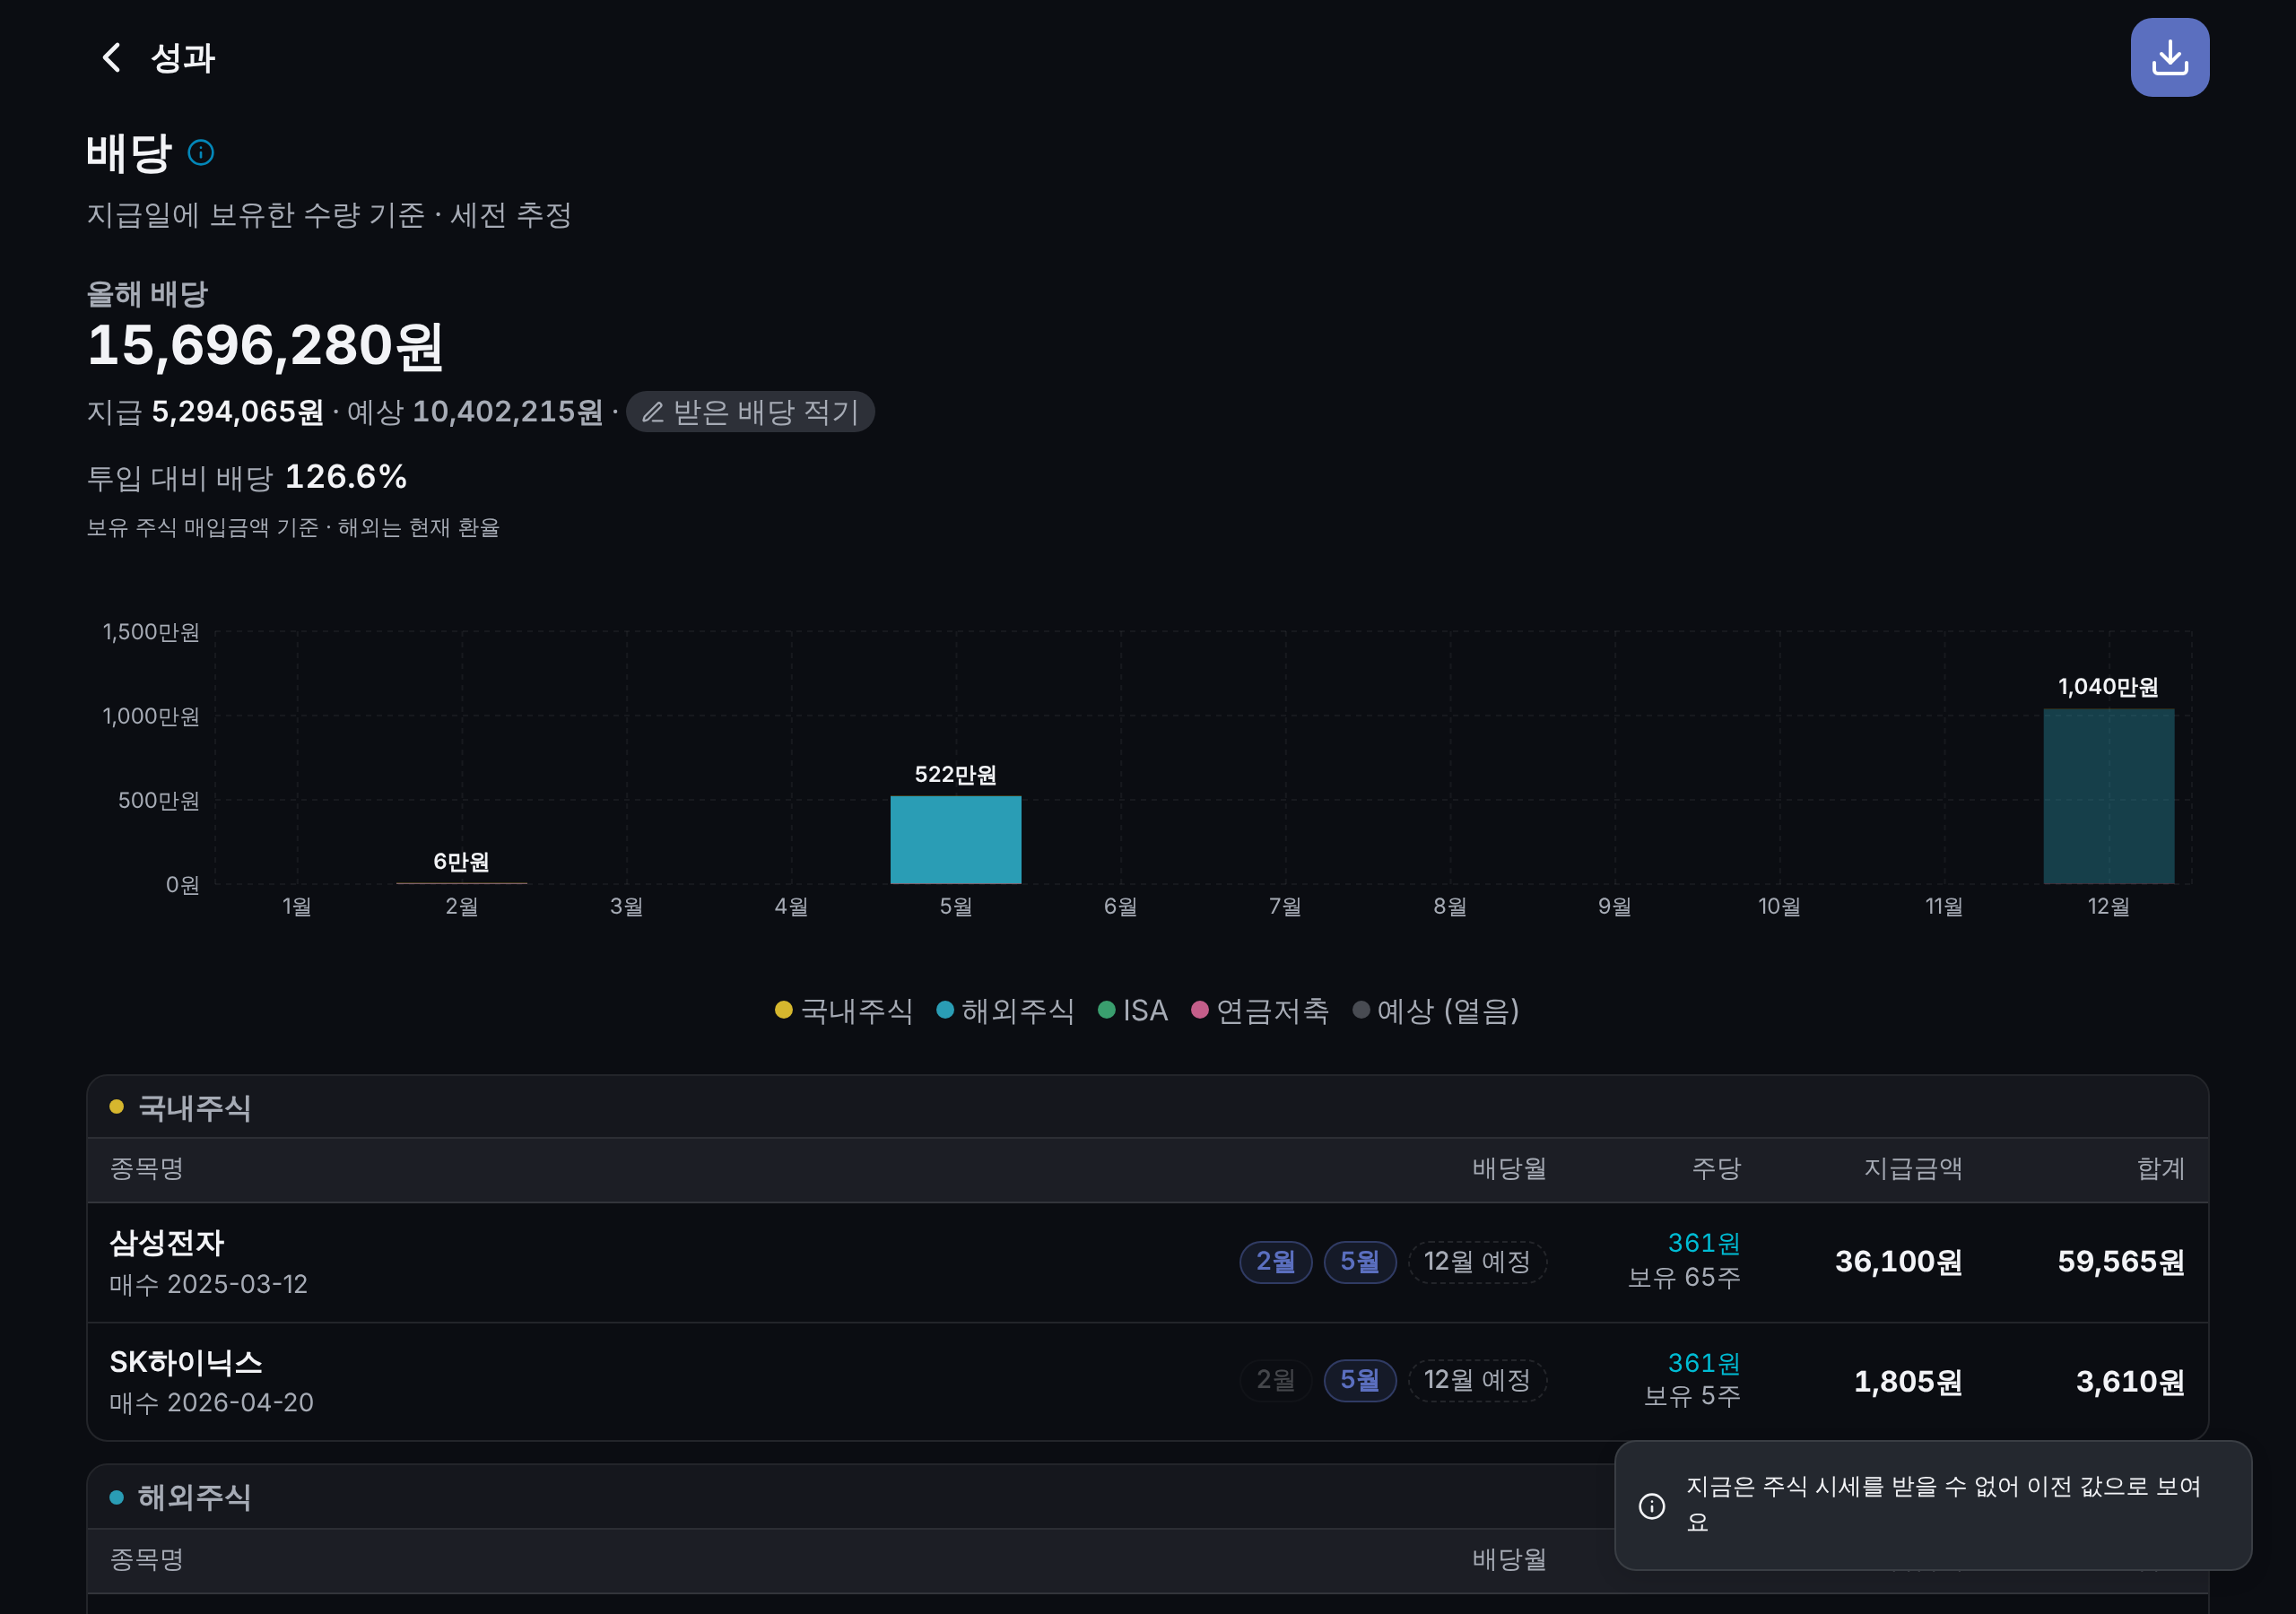 성과
배당
지급일에 보유한 수량 기준 · 세전 추정
올해 배당
15,696,280원
지급 5,294,065원 · 예상 10,402,215원 · 받은 배당 적기
투입 대비 배당 126.6%
보유 주식 매입금액 기준 · 해외는 현재 환율
1,500만원
1,000만원
500만원
0원
6만원
522만원
1,040만원
1월 2월 3월 4월 5월 6월 7월 8월 9월 10월 11월 12월
국내주식 해외주식 ISA 연금저축 예상 (옅음)
국내주식
종목명 배당월 주당 지급금액 합계
삼성전자 2월 5월 12월 예정 361원 36,100원 59,565원
매수 2025-03-12 보유 65주
SK하이닉스 2월 5월 12월 예정 361원 1,805원 3,610원
매수 2026-04-20 보유 5주
해외주식
종목명 배당월
지금은 주식 시세를 받을 수 없어 이전 값으로 보여
요